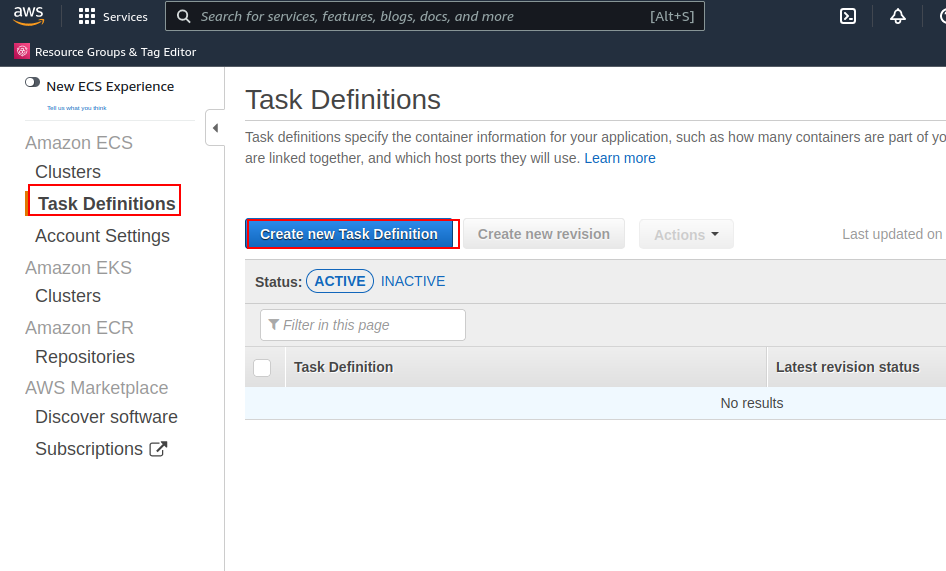 aws
Services
Search for services, features, blogs, docs, and more [Alt+S]
Resource Groups & Tag Editor
New ECS Experience
Tell us what you think
Amazon ECS
Clusters
Task Definitions
Account Settings
Amazon EKS
Clusters
Amazon ECR
Repositories
AWS Marketplace
Discover software
Subscriptions
Task Definitions
Task definitions specify the container information for your application, such as how many containers are part of yo
are linked together, and which host ports they will use. Learn more
Create new Task Definition Create new revision Actions Last updated on
Status: ACTIVE INACTIVE
Filter in this page
Task Definition Latest revision status
No results